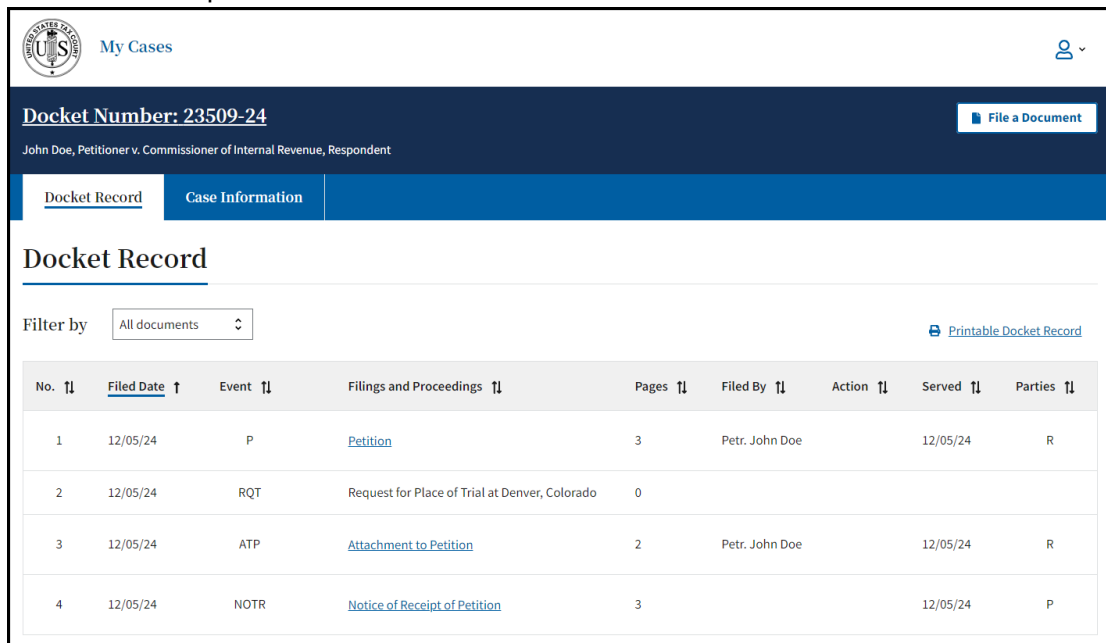 UNITED STATES TAX COURT
US
My Cases
Docket Number: 23509-24
File a Document
John Doe, Petitioner v. Commissioner of Internal Revenue, Respondent
Docket Record Case Information
Docket Record
Filter by All documents
Printable Docket Record
No. Filed Date Event Filings and Proceedings Pages Filed By Action Served Parties
1 12/05/24 P Petition 3 Petr. John Doe 12/05/24 R
2 12/05/24 RQT Request for Place of Trial at Denver, Colorado 0
3 12/05/24 ATP Attachment to Petition 2 Petr. John Doe 12/05/24 R
4 12/05/24 NOTR Notice of Receipt of Petition 3 12/05/24 P